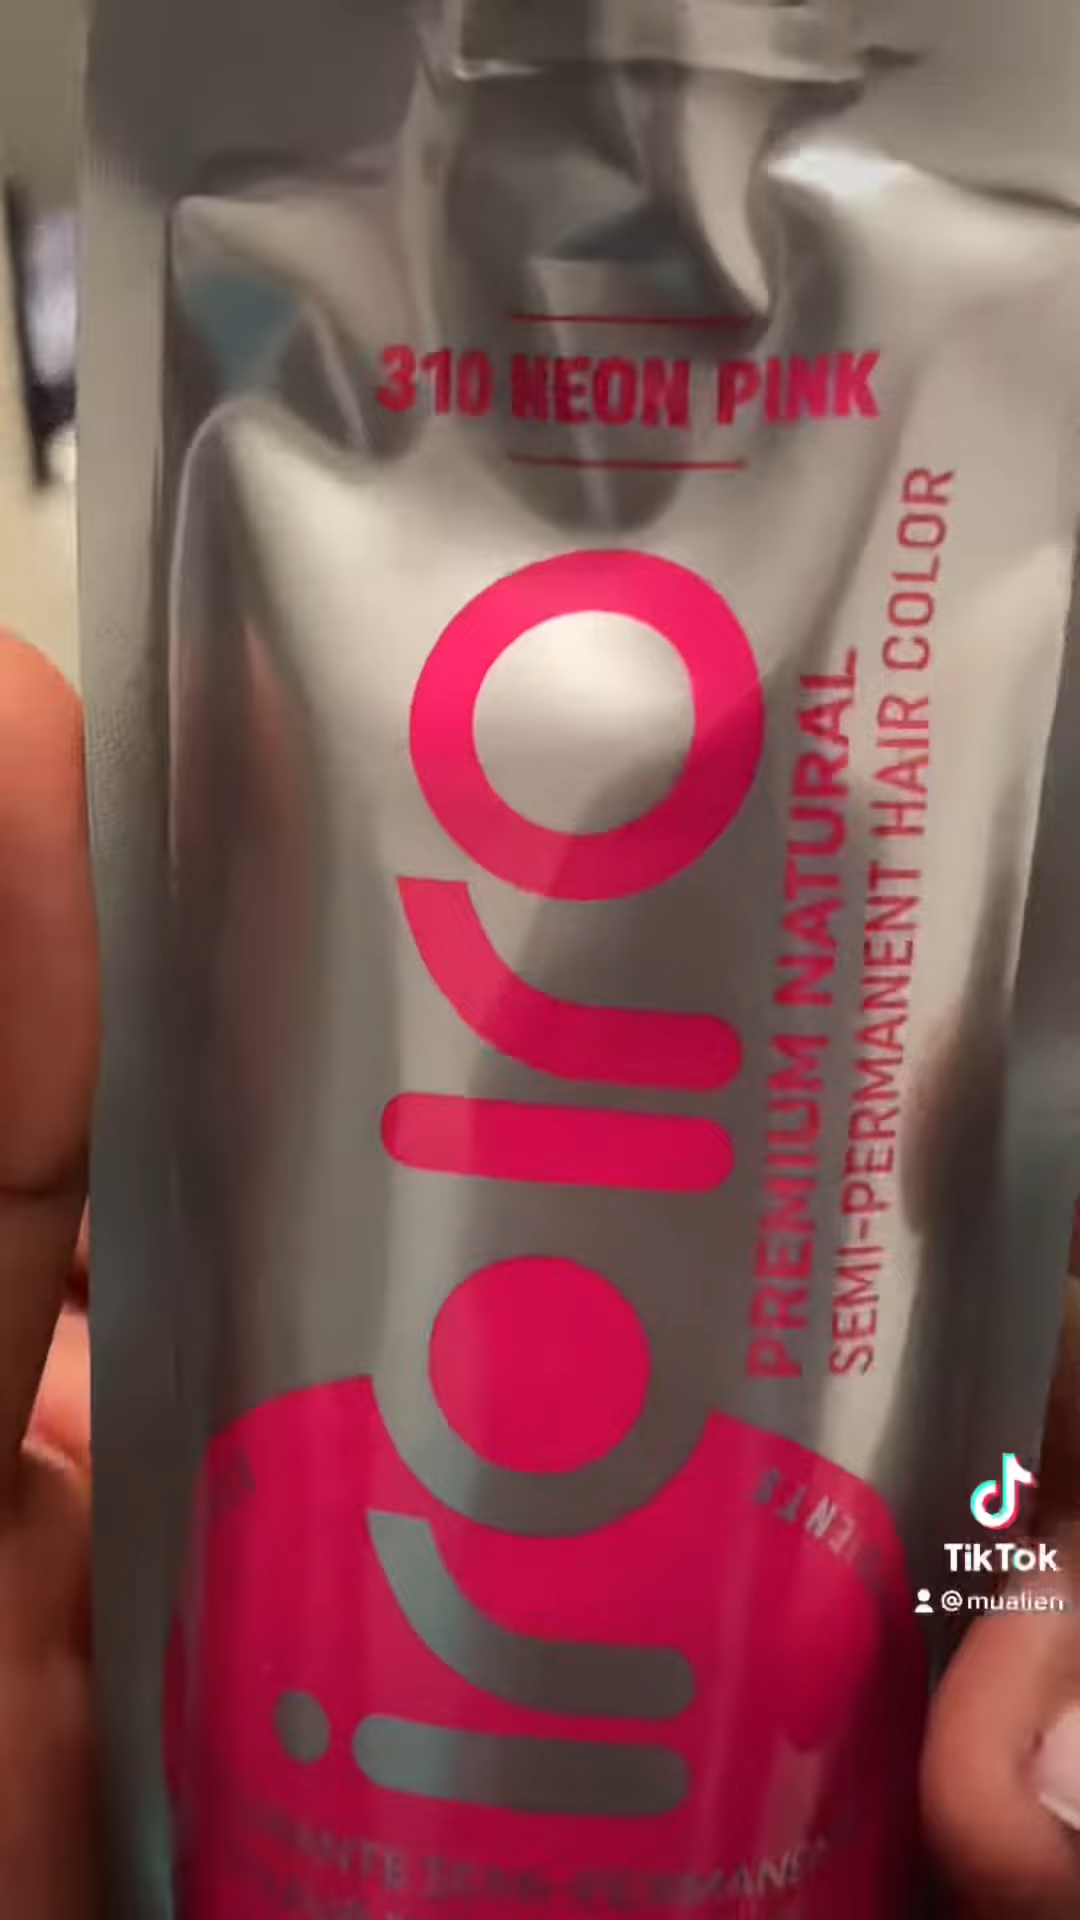 310 NEON PINK
iroiro
PREMIUM NATURAL
SEMI-PERMANENT HAIR COLOR
TikTok
@mualien